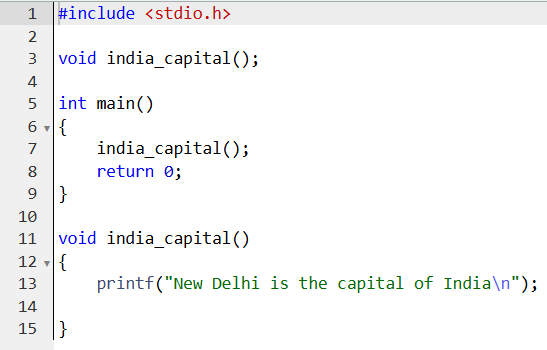 1 #include <stdio.h>
2
3 void india_capital();
4
5 int main()
6 {
7     india_capital();
8     return 0;
9 }
10
11 void india_capital()
12 {
13     printf("New Delhi is the capital of India\n");
14
15 }